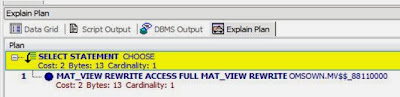 Explain Plan
Data Grid Script Output DBMS Output Explain Plan
Plan
SELECT STATEMENT CHOOSE
Cost: 2 Bytes: 13 Cardinality: 1
1 MAT_VIEW REWRITE ACCESS FULL MAT_VIEW REWRITE OMSOWN.MV$$_88110000
Cost: 2 Bytes: 13 Cardinality: 1